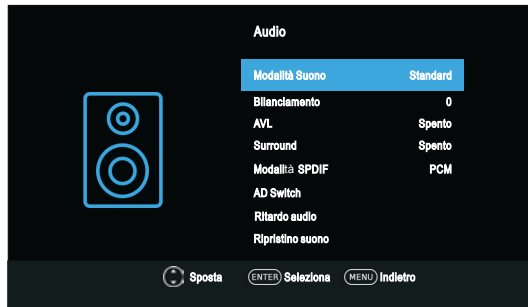 Audio
Modalità Suono Standard
Bilanciamento 0
AVL Spento
Surround Spento
Modalità SPDIF PCM
AD Switch
Ritardo audio
Ripristino suono
Sposta ENTER Seleziona MENU Indietro